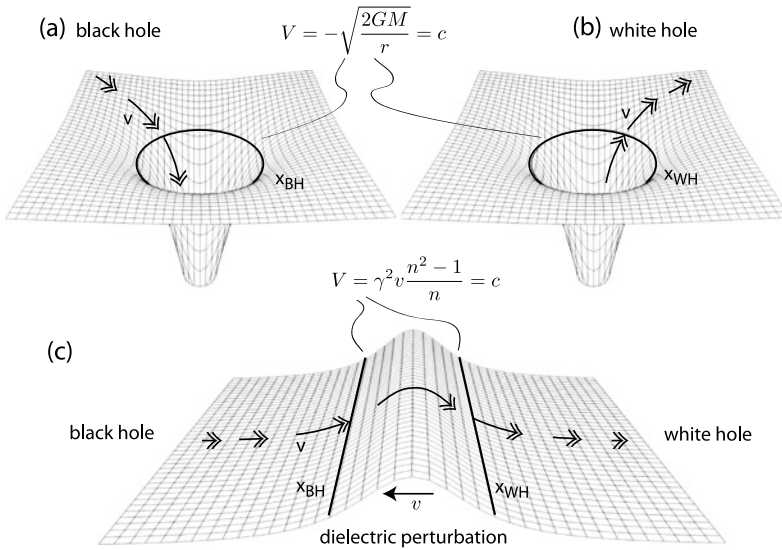 (a) black hole
V = −√(2GM/r) = c
(b) white hole
v
v
x_BH
x_WH
V = γ²v (n² − 1)/n = c
(c)
black hole
white hole
v
x_BH
x_WH
v
dielectric perturbation